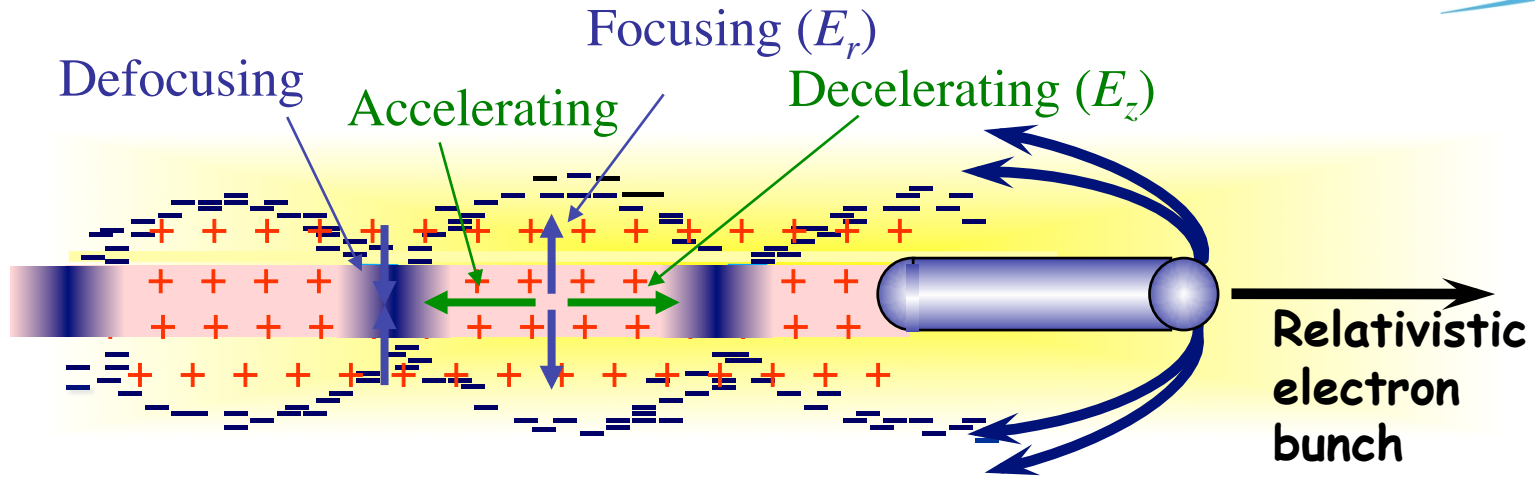 Focusing (E_r)
Defocusing
Accelerating
Decelerating (E_z)
Relativistic
electron
bunch